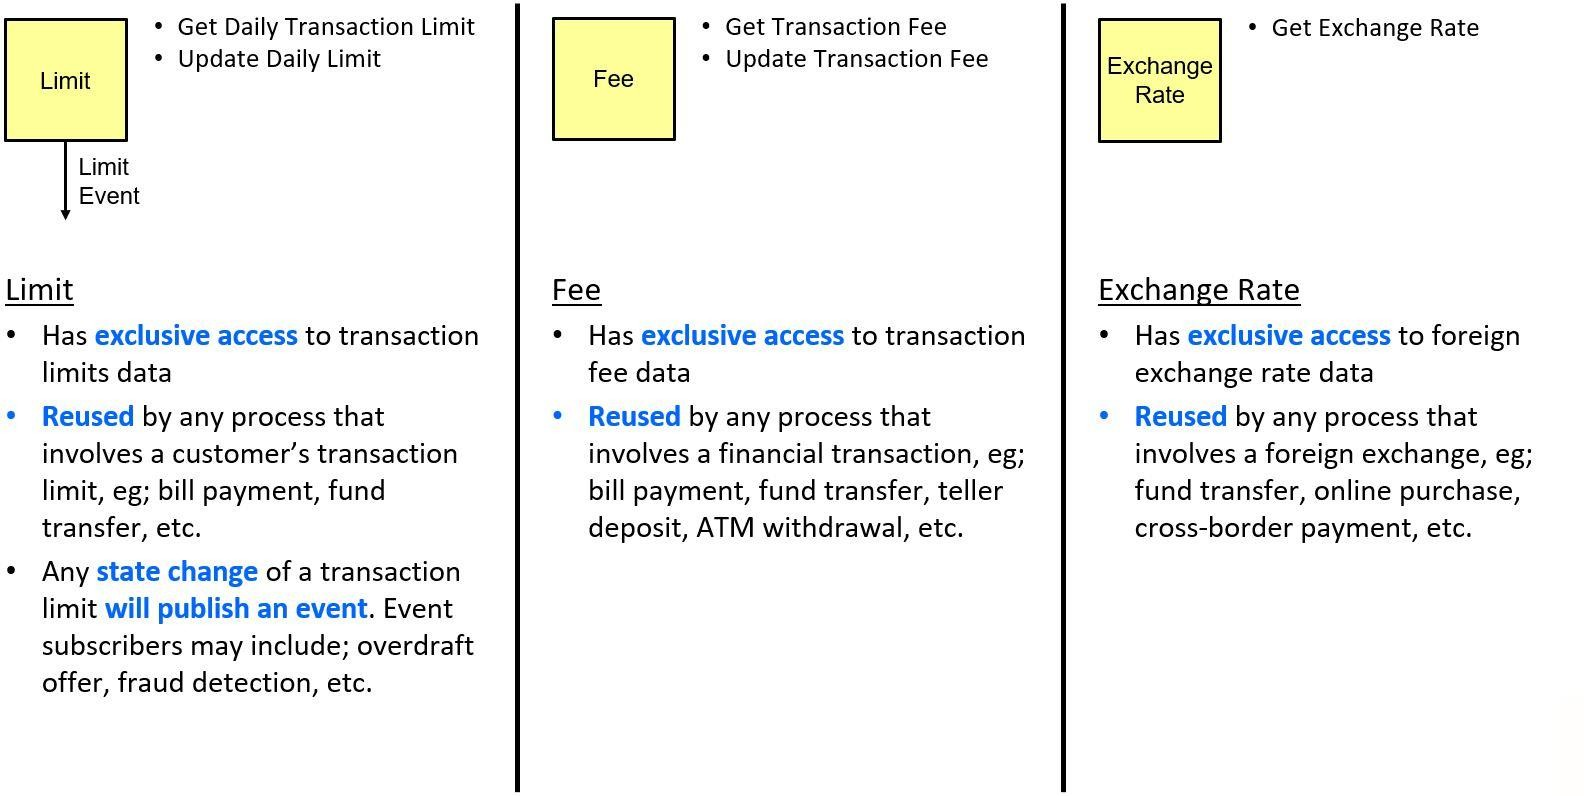 Limit
• Get Daily Transaction Limit
• Update Daily Limit
Limit
Event
Limit
• Has exclusive access to transaction
limits data
• Reused by any process that
involves a customer’s transaction
limit, eg; bill payment, fund
transfer, etc.
• Any state change of a transaction
limit will publish an event. Event
subscribers may include; overdraft
offer, fraud detection, etc.
Fee
• Get Transaction Fee
• Update Transaction Fee
Fee
• Has exclusive access to transaction
fee data
• Reused by any process that
involves a financial transaction, eg;
bill payment, fund transfer, teller
deposit, ATM withdrawal, etc.
Exchange
Rate
• Get Exchange Rate
Exchange Rate
• Has exclusive access to foreign
exchange rate data
• Reused by any process that
involves a foreign exchange, eg;
fund transfer, online purchase,
cross-border payment, etc.